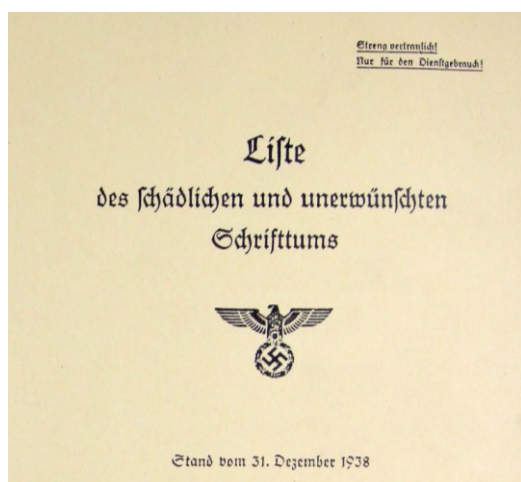 Streng vertraulich!
Nur für den Dienstgebrauch!
Liste
des schädlichen und unerwünschten
Schrifttums
Stand vom 31. Dezember 1938